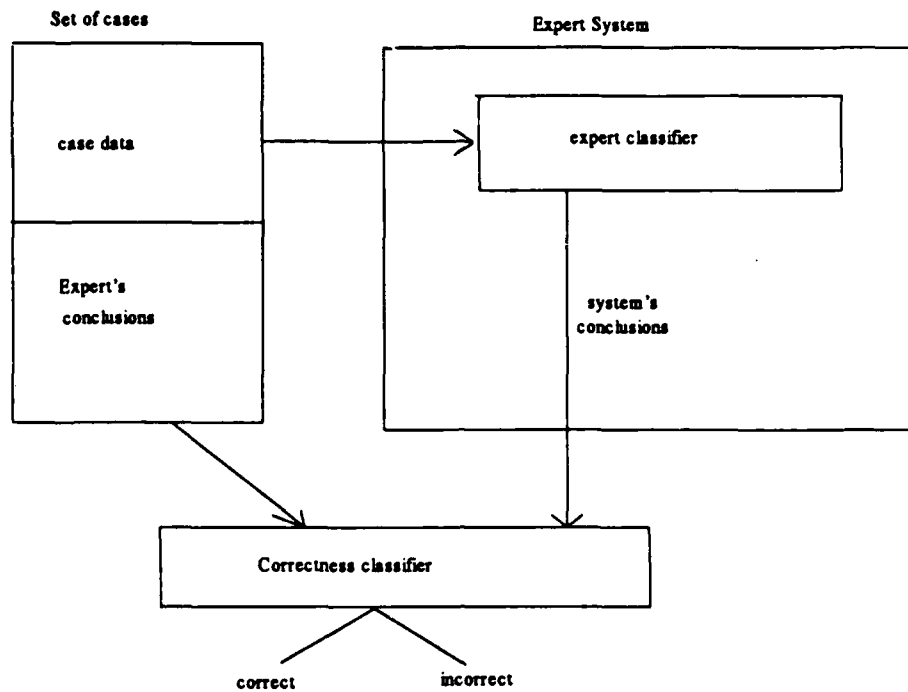 Set of cases
Expert System
case data
expert classifier
Expert's
conclusions
system's
conclusions
Correctness classifier
correct
incorrect